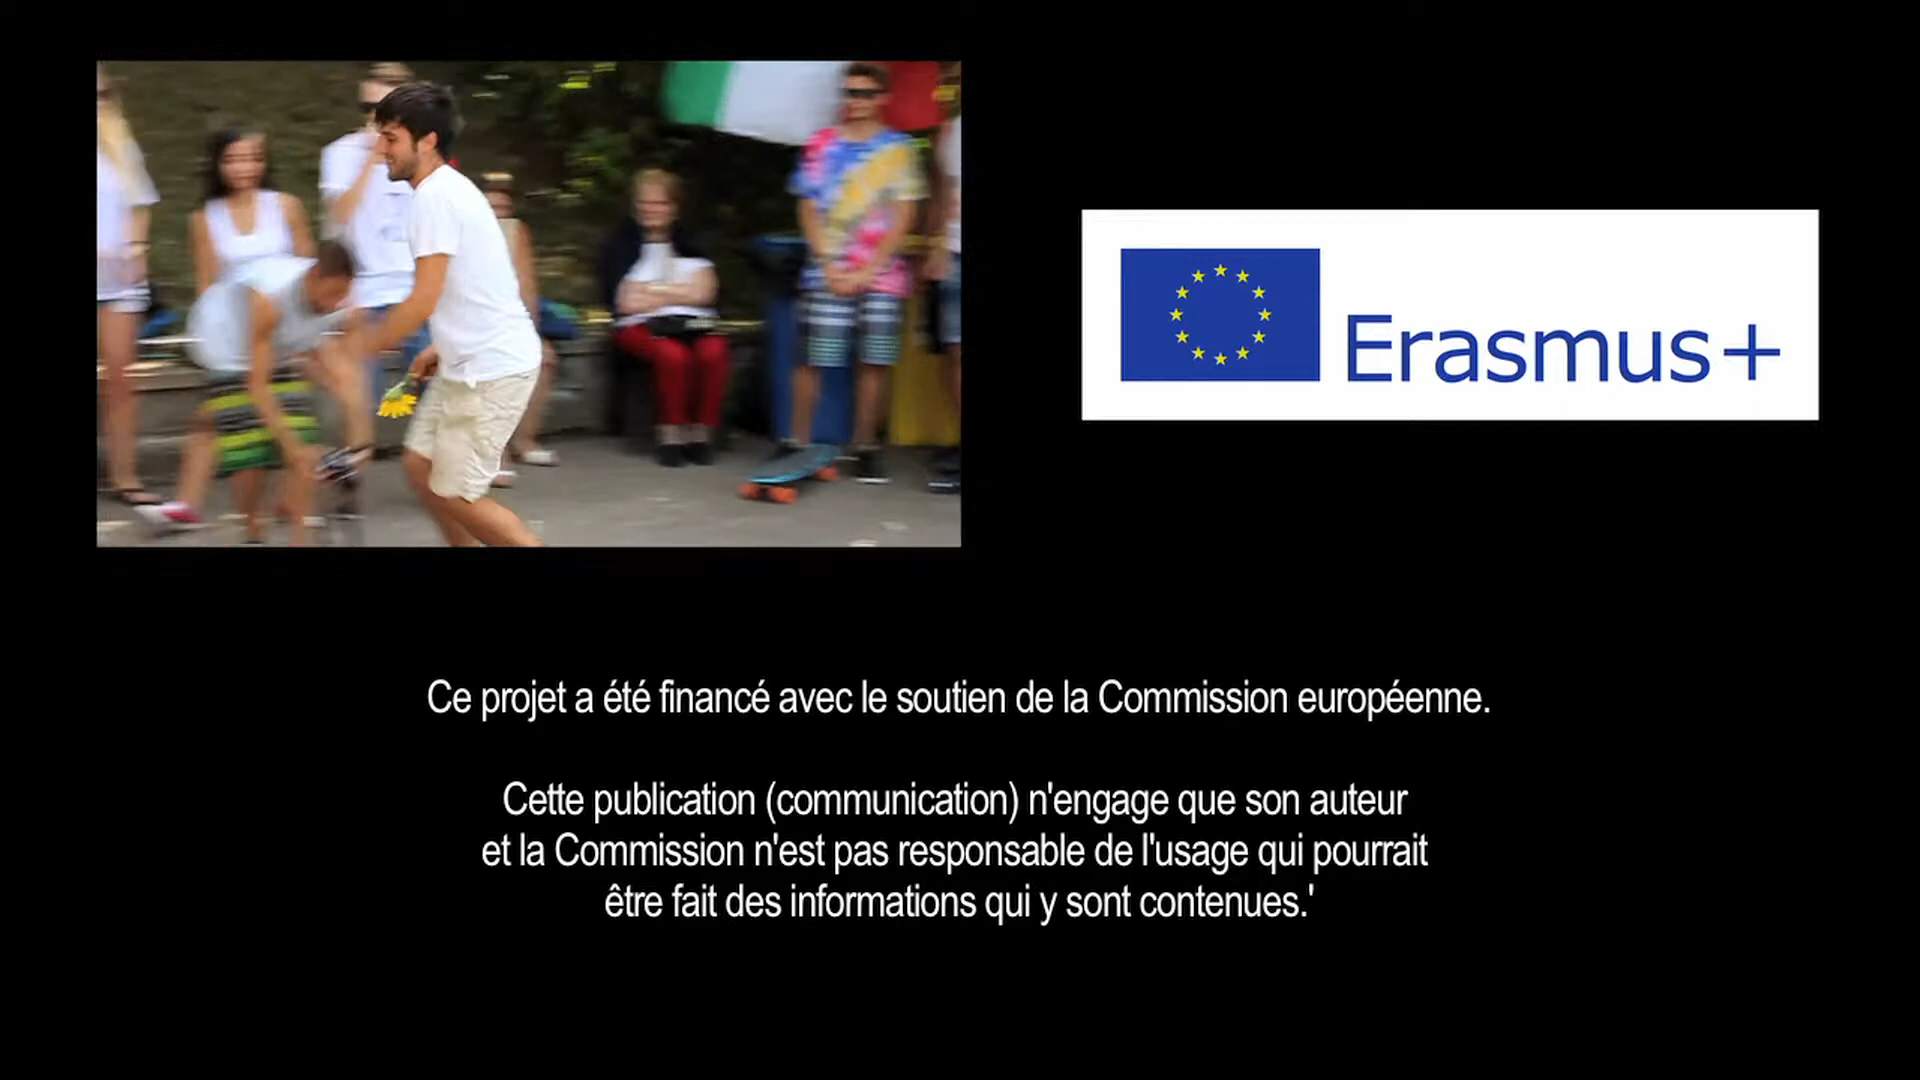 Erasmus+
Ce projet a été financé avec le soutien de la Commission européenne.
Cette publication (communication) n'engage que son auteur
et la Commission n'est pas responsable de l'usage qui pourrait
être fait des informations qui y sont contenues.'